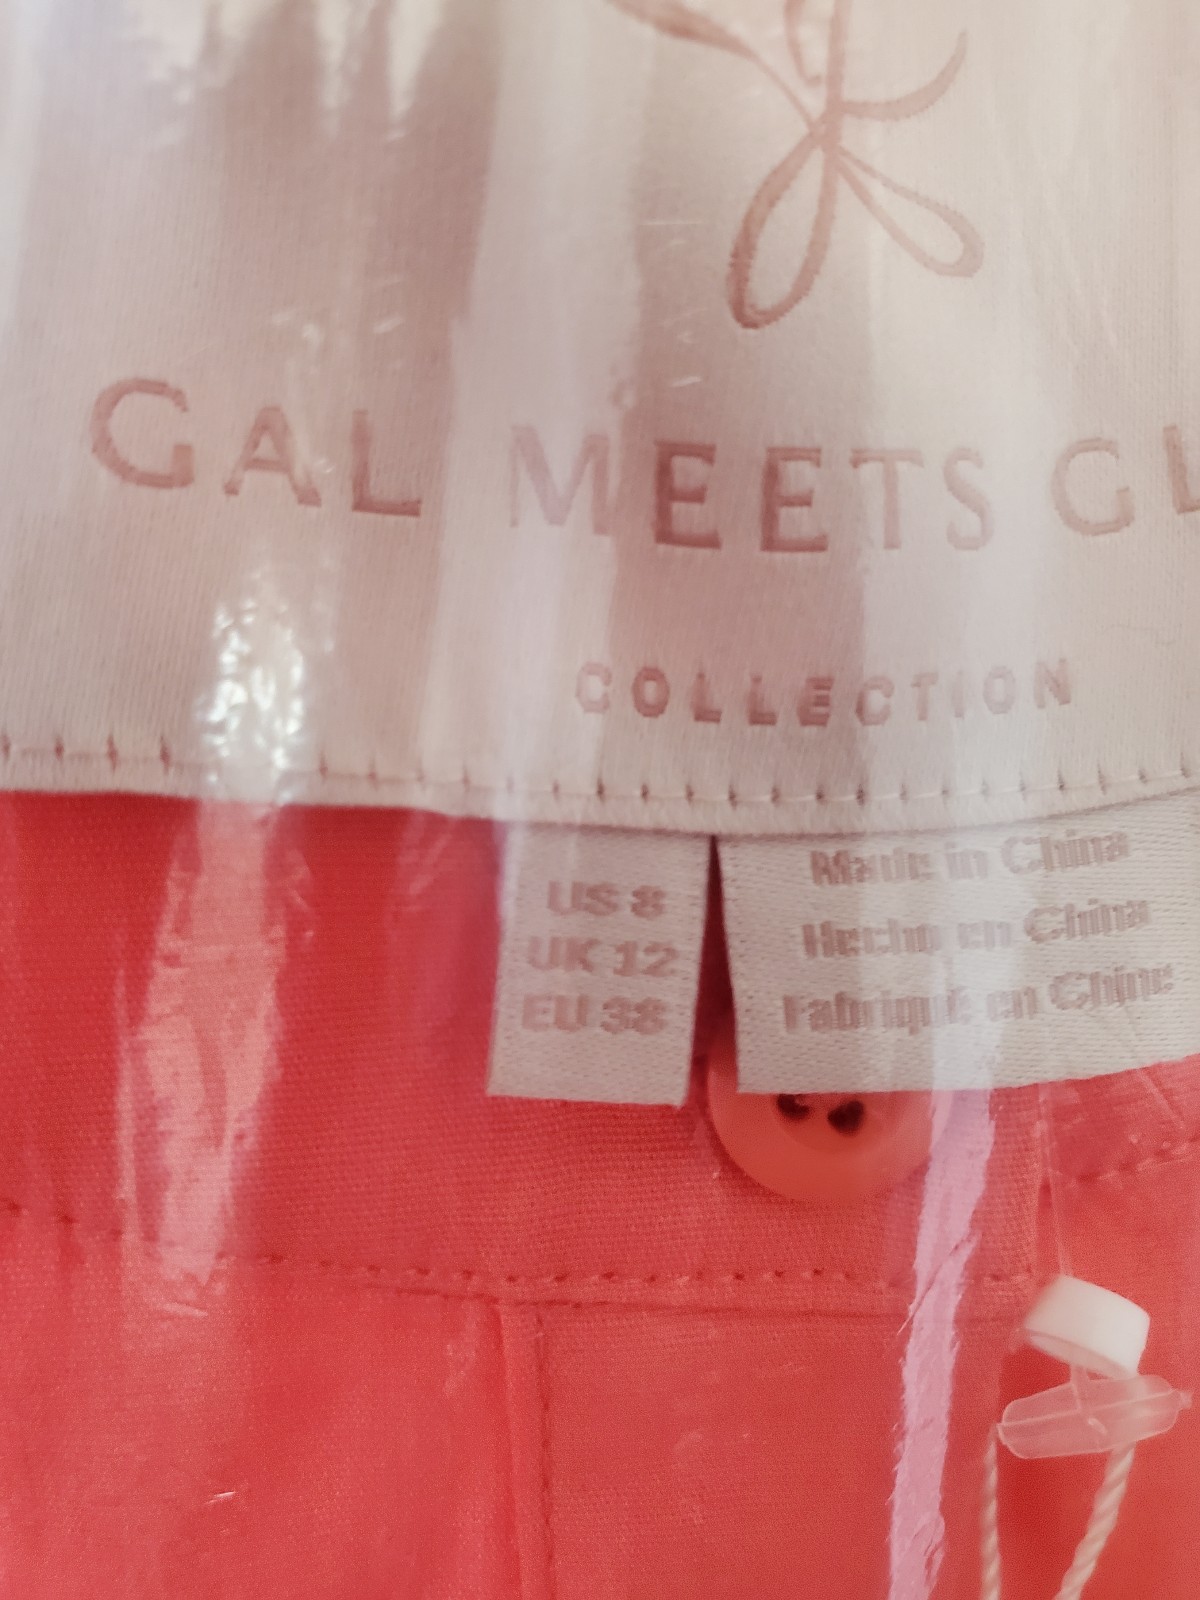 GAL MEETS GL
COLLECTION
US 8
UK 12
EU 38
Made in China
Hecho en China
Fabriqué en Chine